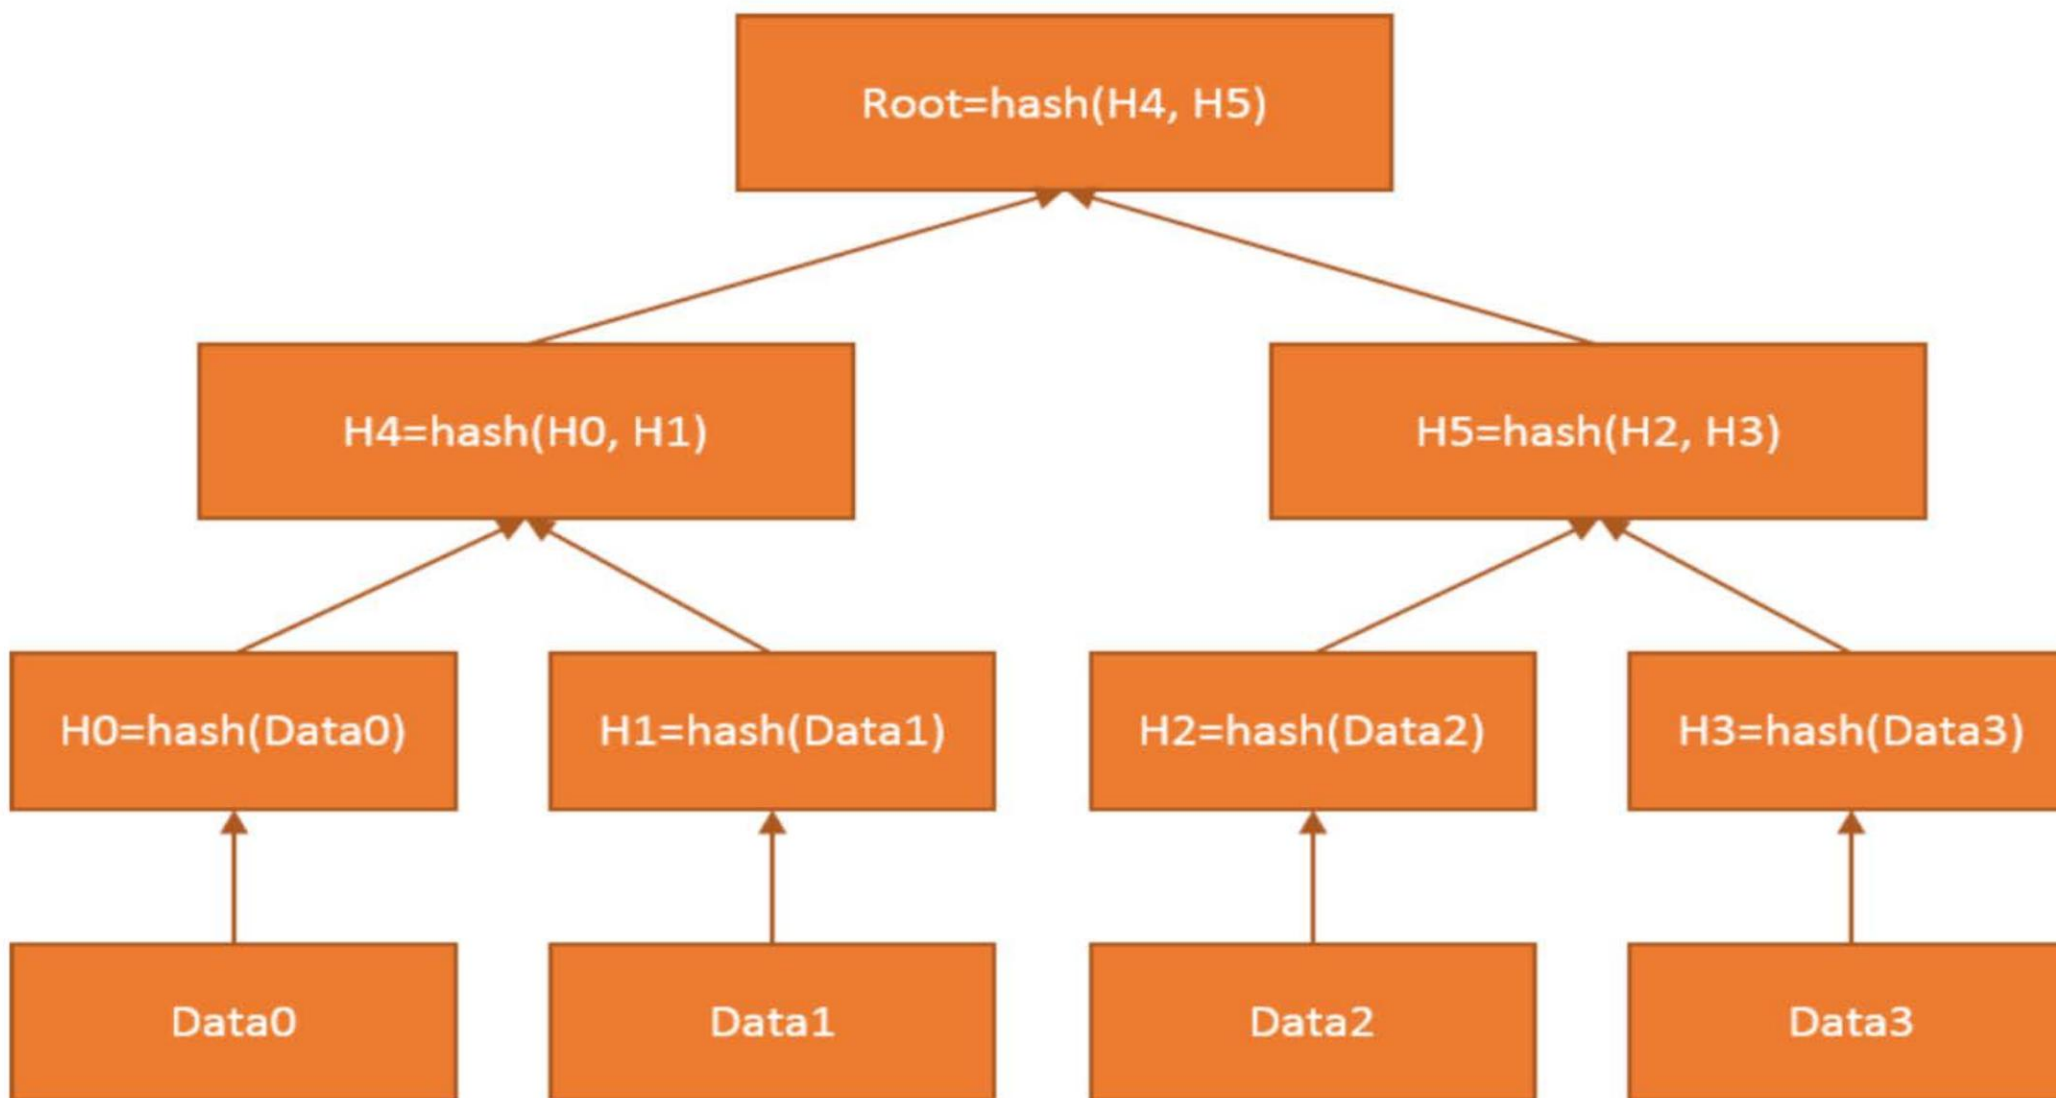 Root=hash(H4, H5)
H4=hash(H0, H1)
H5=hash(H2, H3)
H0=hash(Data0)
H1=hash(Data1)
H2=hash(Data2)
H3=hash(Data3)
Data0
Data1
Data2
Data3